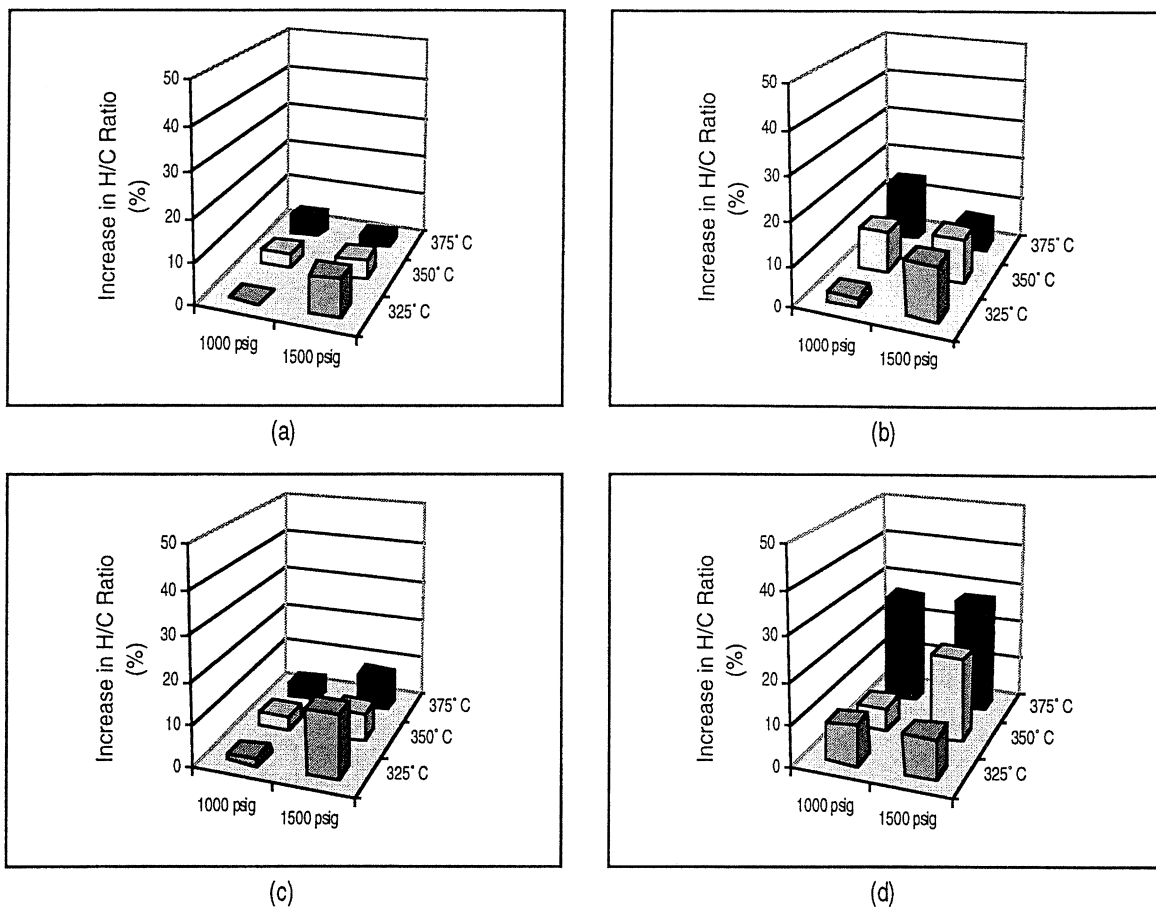 Increase in H/C Ratio
(%)
50
40
30
20
10
0
1000 psig
1500 psig
375° C
350° C
325° C
(a)
Increase in H/C Ratio
(%)
50
40
30
20
10
0
1000 psig
1500 psig
375° C
350° C
325° C
(b)
Increase in H/C Ratio
(%)
50
40
30
20
10
0
1000 psig
1500 psig
375° C
350° C
325° C
(c)
Increase in H/C Ratio
(%)
50
40
30
20
10
0
1000 psig
1500 psig
375° C
350° C
325° C
(d)